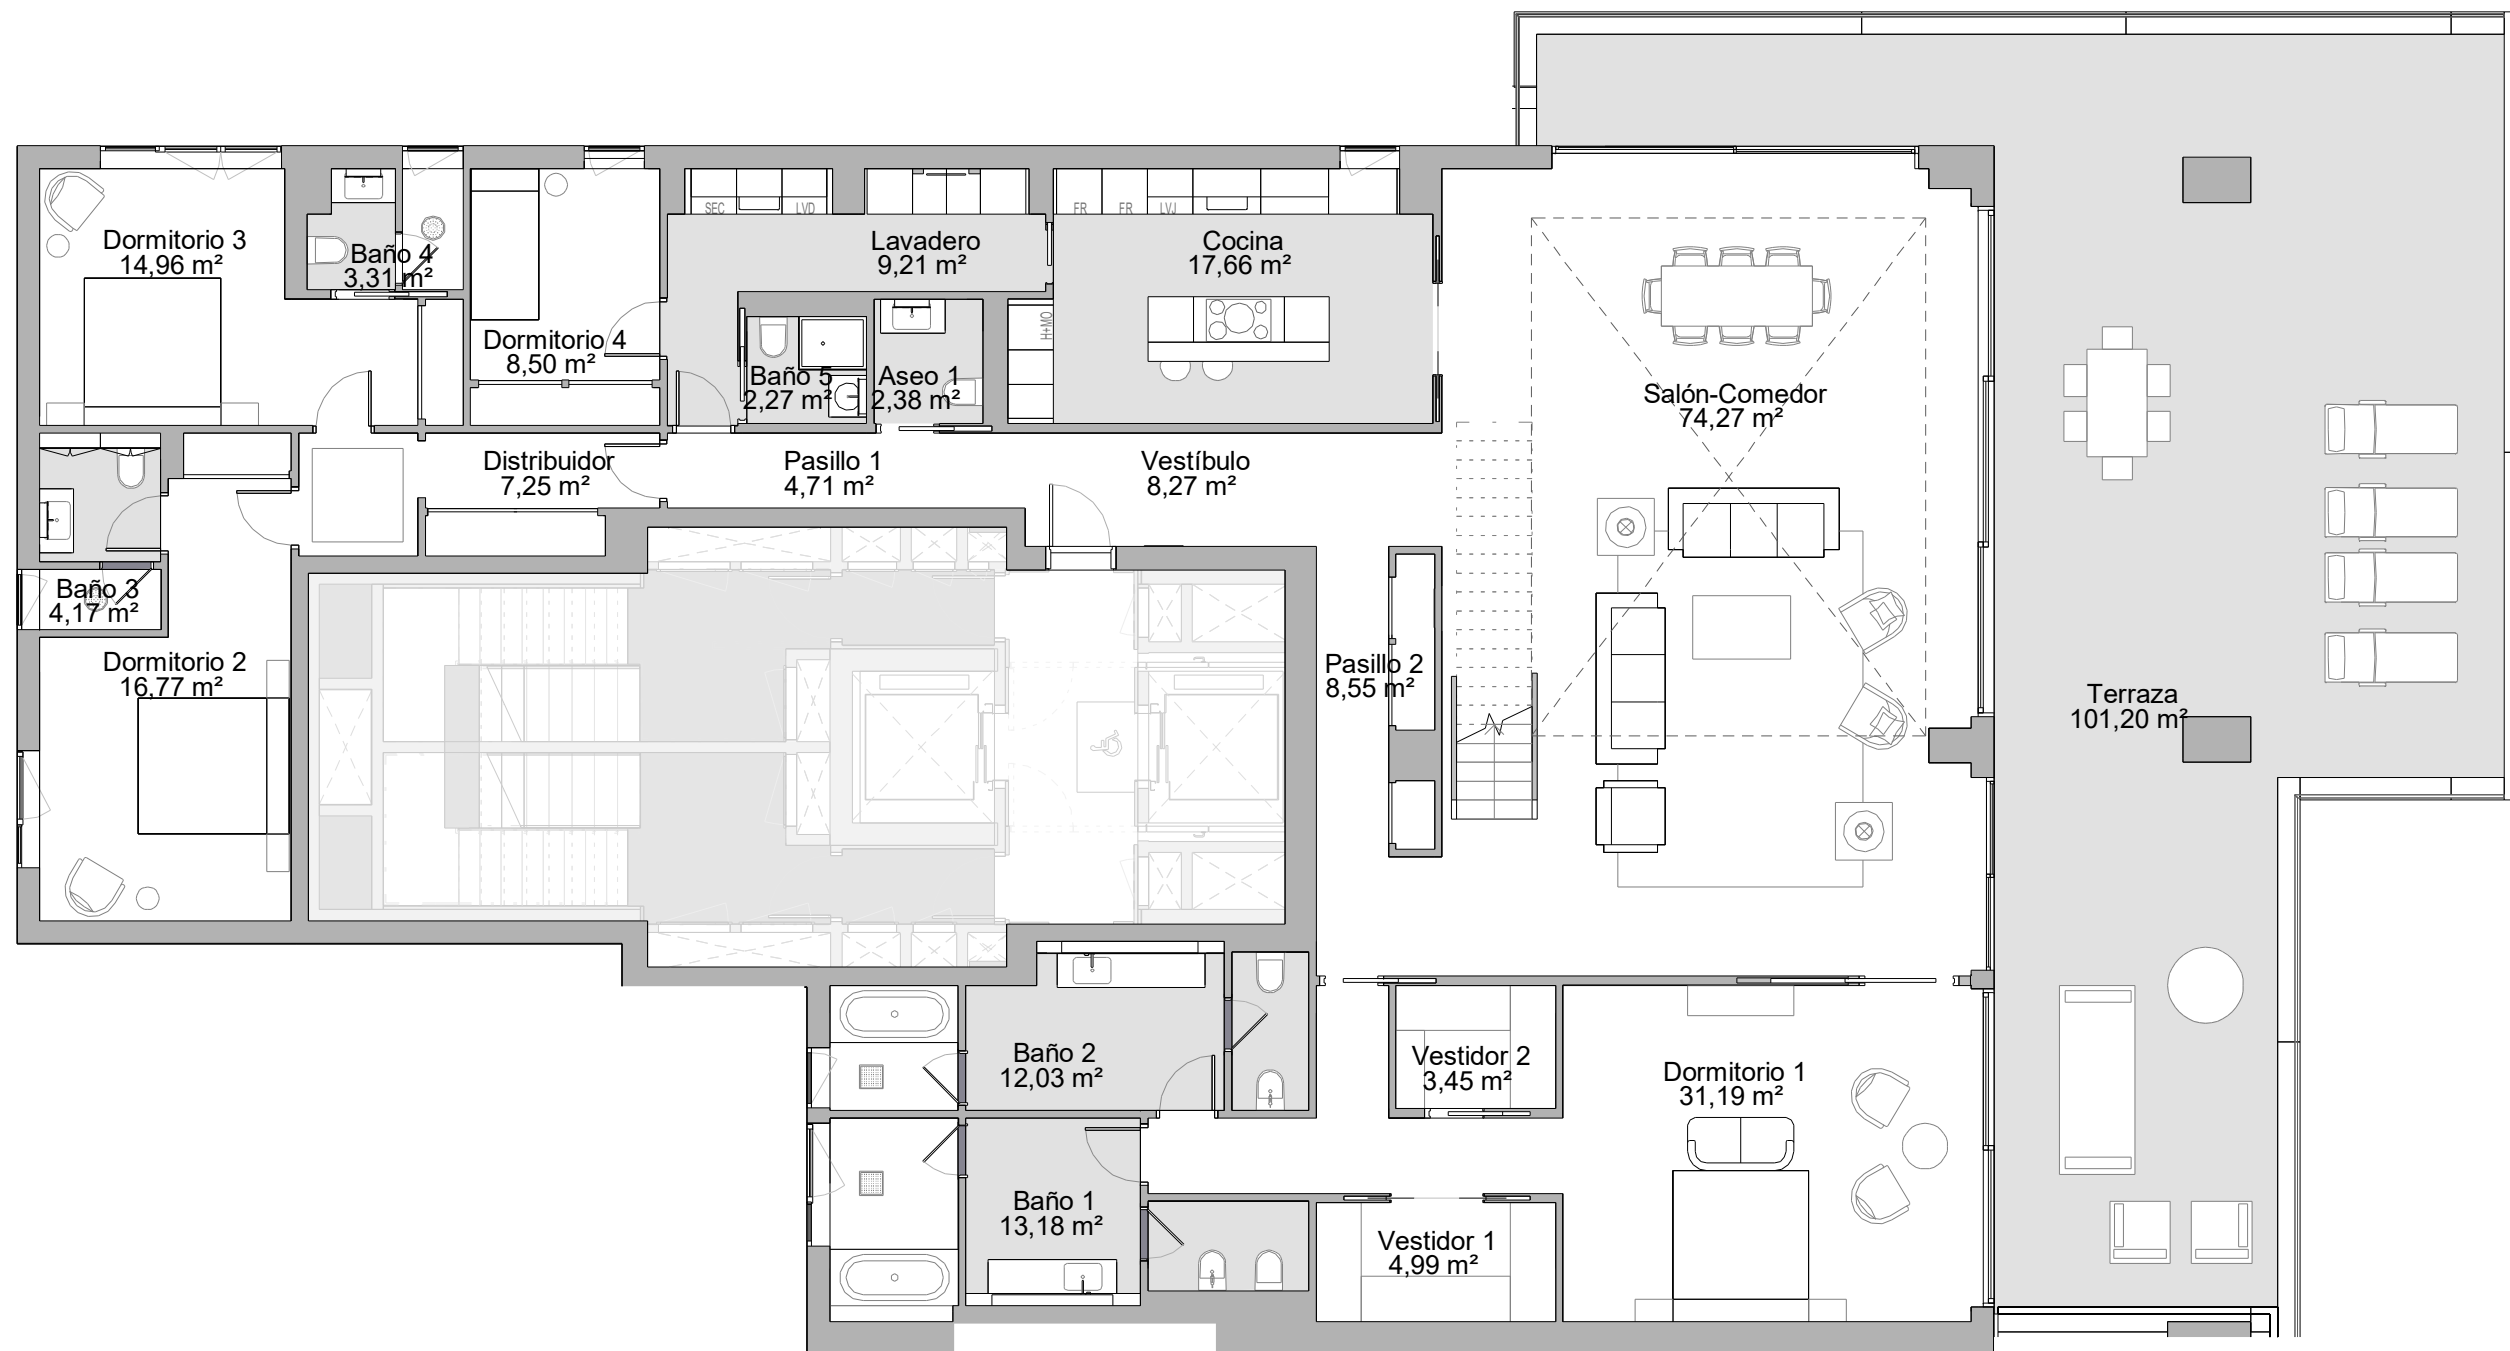 Dormitorio 3
14,96 m²
Baño 4
3,31 m²
Dormitorio 4
8,50 m²
SEC
LVD
Lavadero
9,21 m²
FR
FR
LVJ
Cocina
17,66 m²
H+MO
Baño 5
2,27 m²
Aseo 1
2,38 m²
Salón-Comedor
74,27 m²
Distribuidor
7,25 m²
Pasillo 1
4,71 m²
Vestíbulo
8,27 m²
Baño 3
4,17 m²
Dormitorio 2
16,77 m²
Pasillo 2
8,55 m²
Terraza
101,20 m²
Baño 2
12,03 m²
Vestidor 2
3,45 m²
Dormitorio 1
31,19 m²
Baño 1
13,18 m²
Vestidor 1
4,99 m²